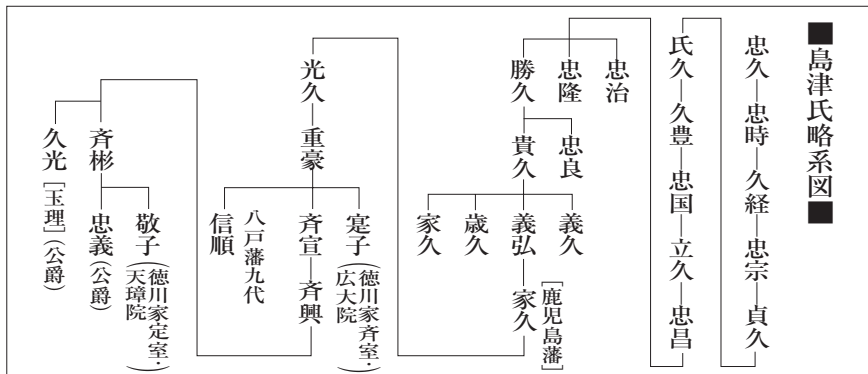 ■島津氏略系図■
忠久―忠時―久経―忠宗―貞久
氏久―久豊―忠国―立久―忠昌
忠治
忠隆
勝久
忠良
貴久
義久
義弘―家久
[鹿児島藩]
歳久
家久
光久―重豪
寔子(徳川家斉室・広大院)
斉宣―斉興
八戸藩九代
信順
斉彬
敬子(徳川家定室・天璋院)
忠義(公爵)
久光[玉理](公爵)